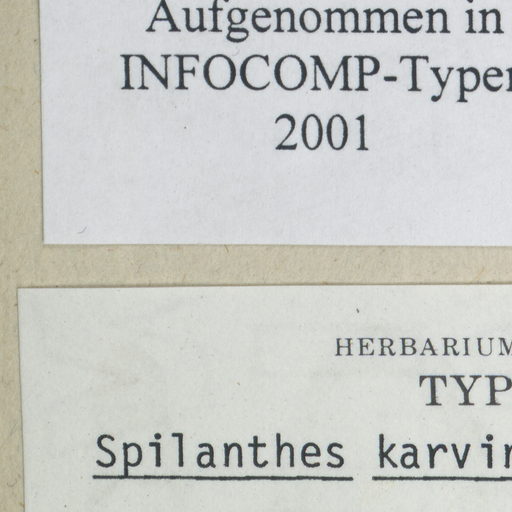 Aufgenommen in
INFOCOMP-Typen
2001
HERBARIUM
TYP
Spilanthes karvin